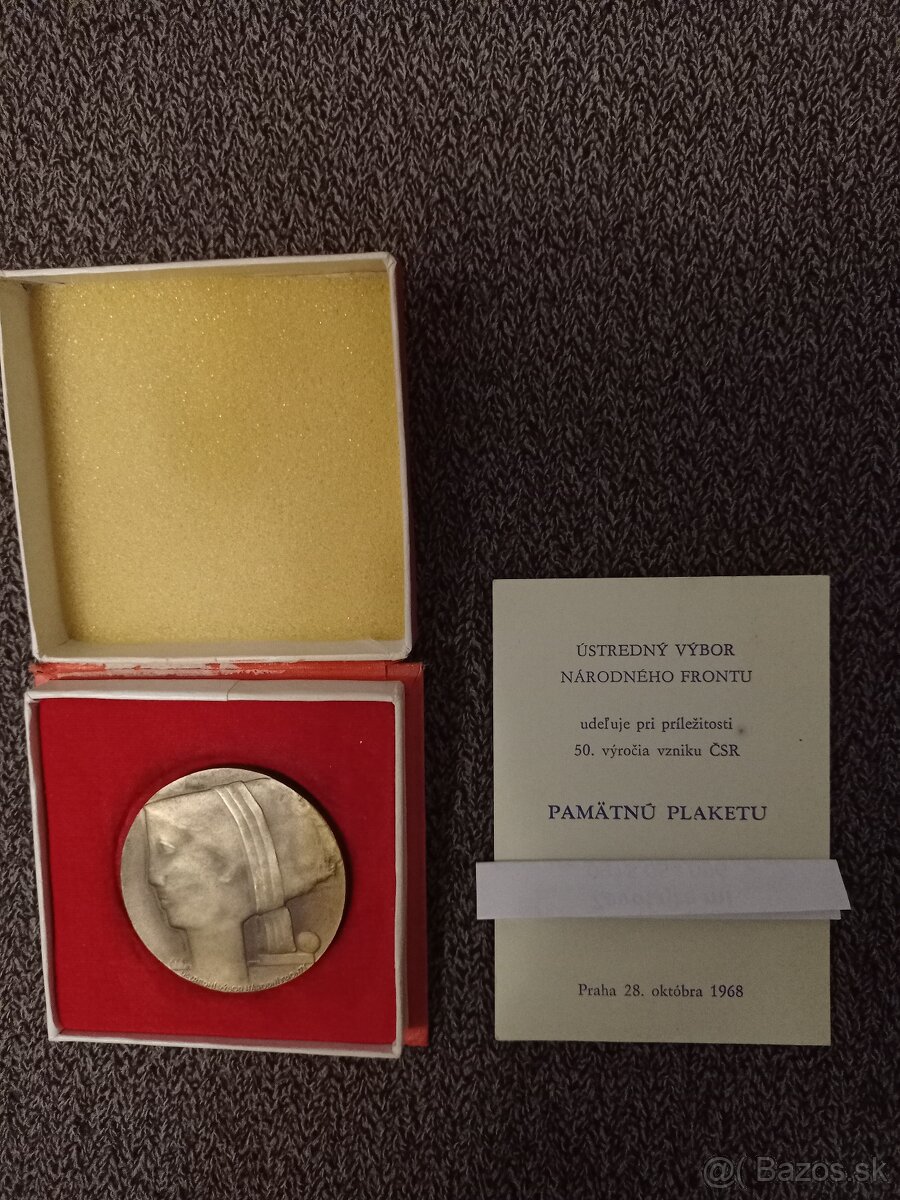 ÚSTREDNÝ VÝBOR
NÁRODNÉHO FRONTU
udeľuje pri príležitosti
50. výročia vzniku ČSR
PAMÄTNÚ PLAKETU
Praha 28. októbra 1968
@( Bazos.sk